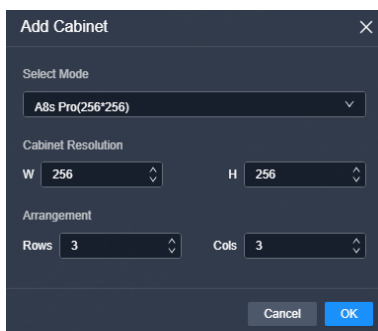 Add Cabinet
Select Mode
A8s Pro(256*256)
Cabinet Resolution
W 256 H 256
Arrangement
Rows 3 Cols 3
Cancel OK